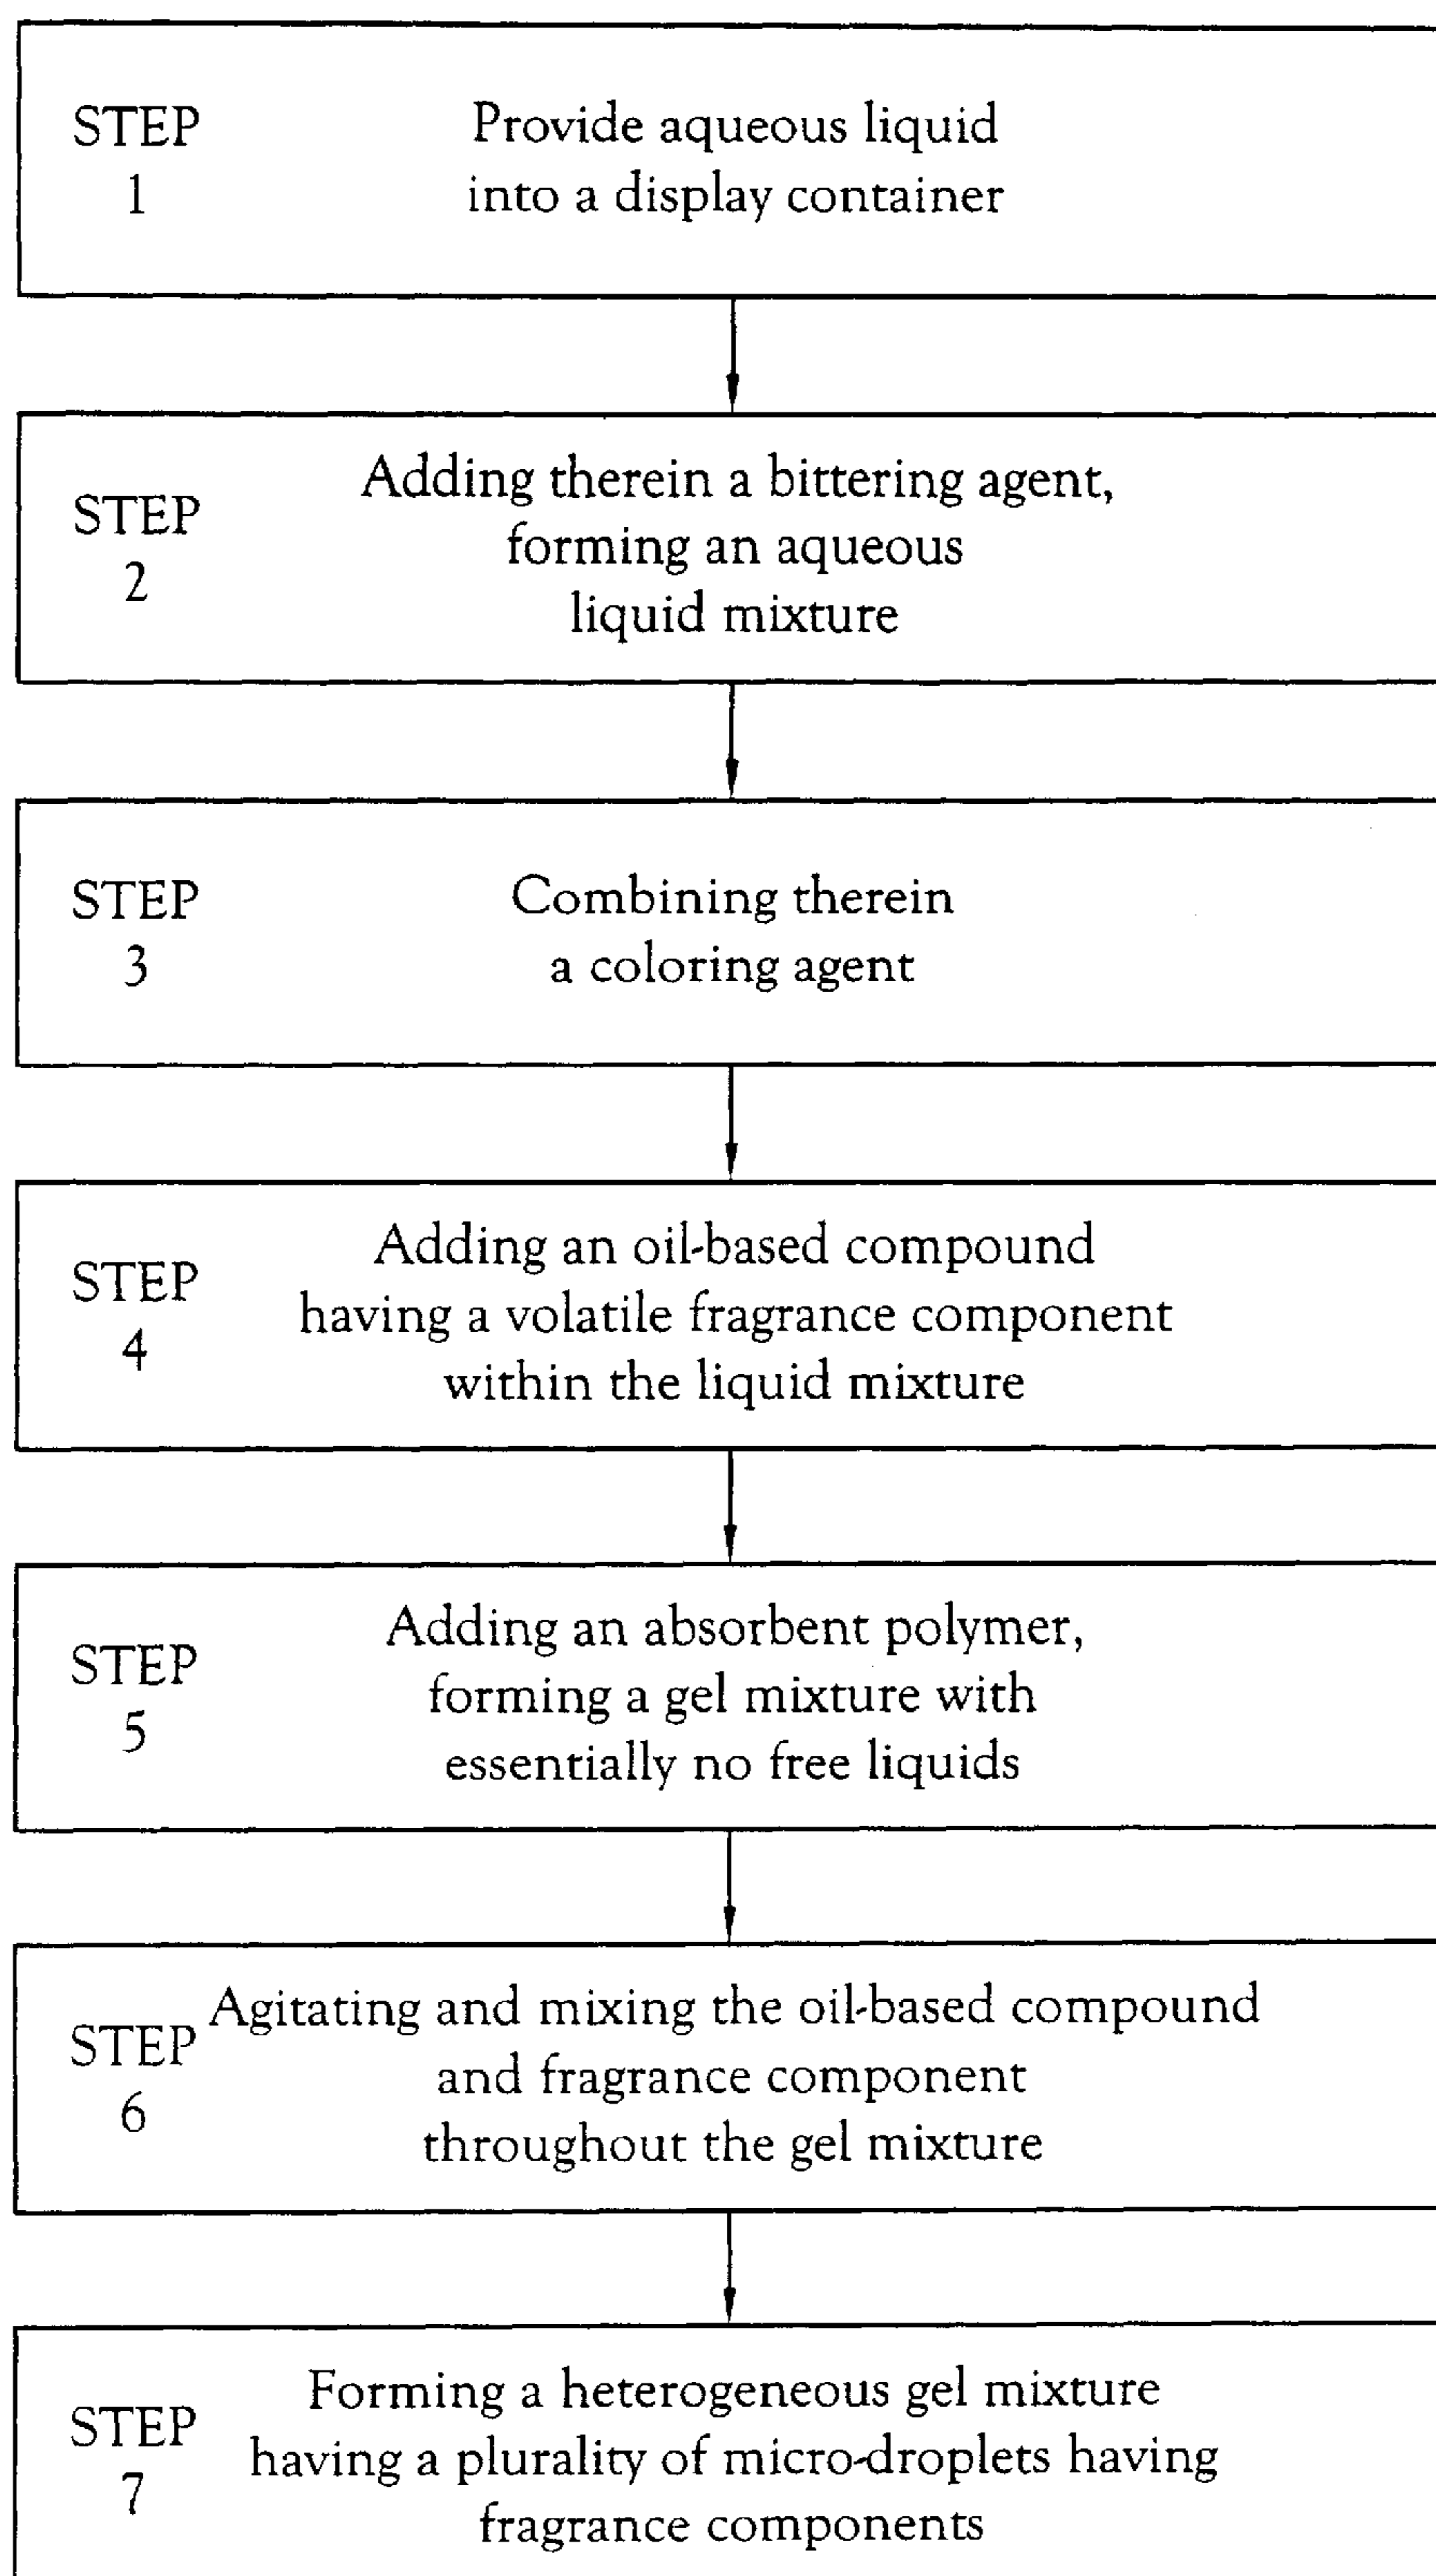 STEP
1
Provide aqueous liquid
into a display container
STEP
2
Adding therein a bittering agent,
forming an aqueous
liquid mixture
STEP
3
Combining therein
a coloring agent
STEP
4
Adding an oil-based compound
having a volatile fragrance component
within the liquid mixture
STEP
5
Adding an absorbent polymer,
forming a gel mixture with
essentially no free liquids
STEP
6
Agitating and mixing the oil-based compound
and fragrance component
throughout the gel mixture
STEP
7
Forming a heterogeneous gel mixture
having a plurality of micro-droplets having
fragrance components